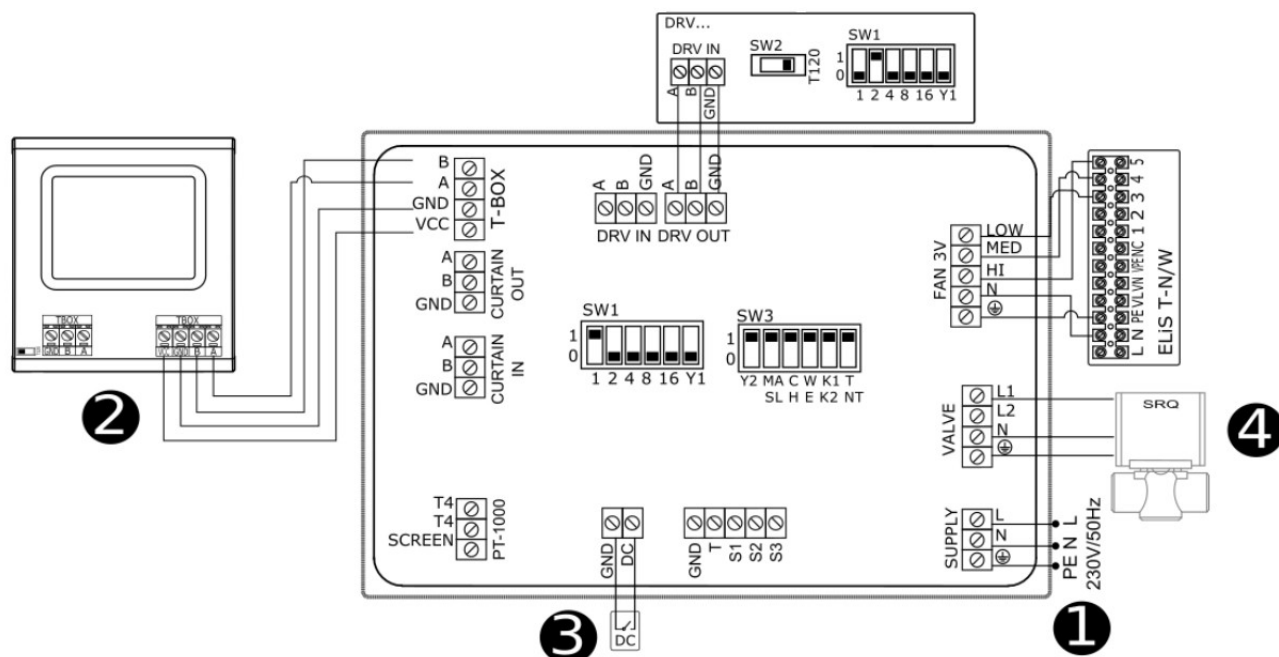 DRV...
DRV IN
A
B
GND
SW2
T120
SW1
1
0
1 2 4 8 16 Y1
TBOX
GND B A
TBOX
VCC GND B A
2
B
A
GND
VCC
T-BOX
A
B
GND
CURTAIN
OUT
A
B
GND
CURTAIN
IN
A
B
GND
DRV IN
A
B
GND
DRV OUT
SW1
1
0
1 2 4 8 16 Y1
SW3
1
0
Y2 MA C W K1 T
SL H E K2 NT
FAN 3V
LOW
MED
HI
N
5
4
3
2
1
NC
VPE
VN
VL
PE
N
L
ELiS T-N/W
VALVE
L1
L2
N
SRQ
4
T4
T4
SCREEN
PT-1000
GND
DC
DC
3
GND
T
S1
S2
S3
SUPPLY
L
N
L
N
PE
230V/50Hz
1